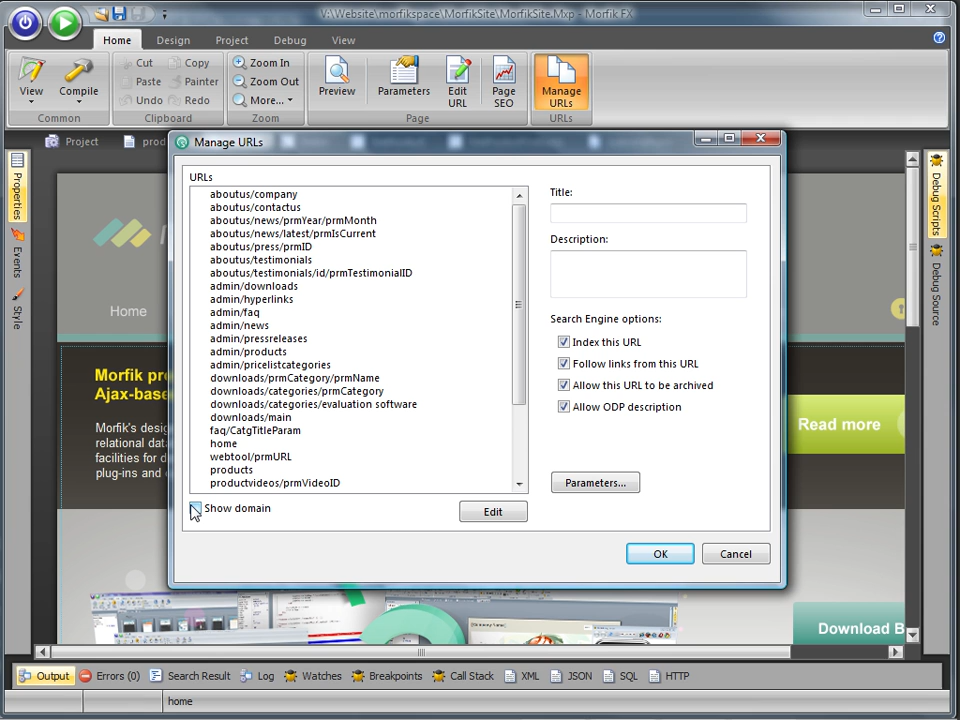 V:\Website\morfikspace\MorfikSite\MorfikSite.Mxp - Morfik FX
Home Design Project Debug View
Cut Copy Zoom In
View Compile Paste Painter Zoom Out Preview Parameters Edit URL Page SEO Manage URLs
Undo Redo More...
Common Clipboard Zoom Page URLs
Project prod
Manage URLs
Properties
Events
Style
Debug Scripts
Debug Source
URLs
aboutus/company
aboutus/contactus
aboutus/news/prmYear/prmMonth
aboutus/news/latest/prmIsCurrent
aboutus/press/prmID
aboutus/testimonials
aboutus/testimonials/id/prmTestimonialID
admin/downloads
admin/hyperlinks
admin/faq
admin/news
admin/pressreleases
admin/products
admin/pricelistcategories
downloads/prmCategory/prmName
downloads/categories/prmCategory
downloads/categories/evaluation software
downloads/main
faq/CatgTitleParam
home
webtool/prmURL
products
productvideos/prmVideoID
Show domain
Edit
Title:
Description:
Search Engine options:
Index this URL
Follow links from this URL
Allow this URL to be archived
Allow ODP description
Parameters...
OK Cancel
Home
Morfik pro
Ajax-base
Morfik's desig
relational data
facilities for d
plug-ins and
Read more
Download B
Output Errors (0) Search Result Log Watches Breakpoints Call Stack XML JSON SQL HTTP
home